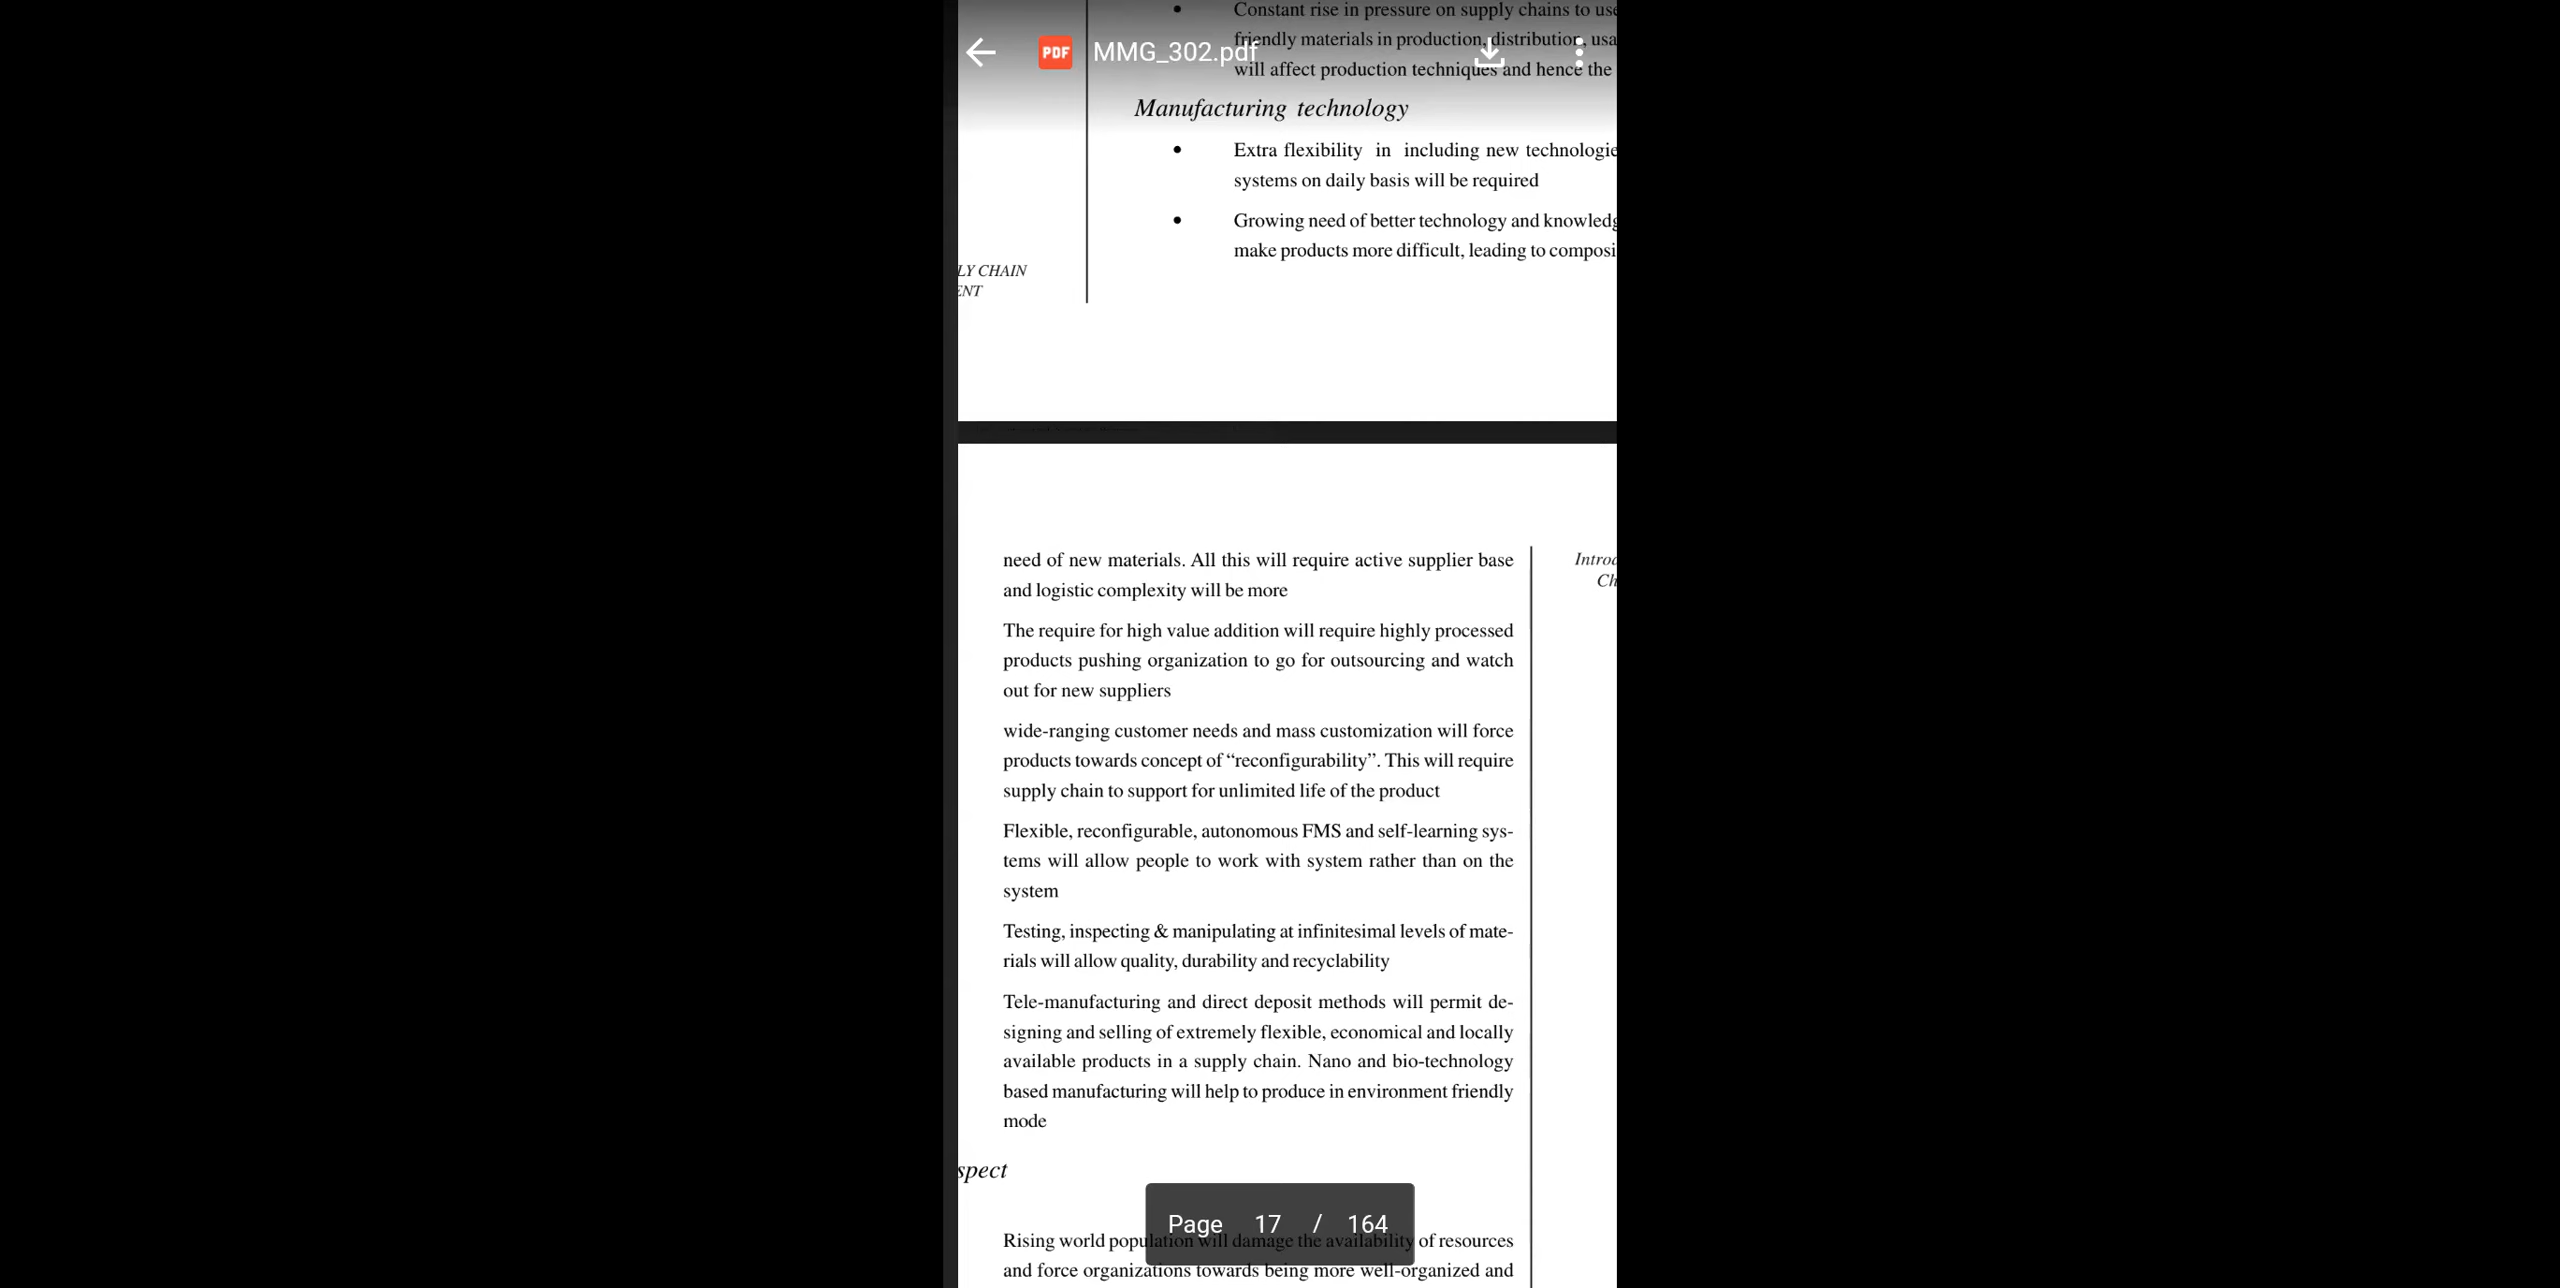 Constant rise in pressure on supply chains to use
MMG_302.pdf
friendly materials in production, distribution, usa
will affect production techniques and hence the
Manufacturing technology
• Extra flexibility in including new technologie
systems on daily basis will be required
• Growing need of better technology and knowledg
make products more difficult, leading to composi
LY CHAIN
ENT
need of new materials. All this will require active supplier base
and logistic complexity will be more
Introd
Ch
The require for high value addition will require highly processed
products pushing organization to go for outsourcing and watch
out for new suppliers
wide-ranging customer needs and mass customization will force
products towards concept of “reconfigurability”. This will require
supply chain to support for unlimited life of the product
Flexible, reconfigurable, autonomous FMS and self-learning sys-
tems will allow people to work with system rather than on the
system
Testing, inspecting & manipulating at infinitesimal levels of mate-
rials will allow quality, durability and recyclability
Tele-manufacturing and direct deposit methods will permit de-
signing and selling of extremely flexible, economical and locally
available products in a supply chain. Nano and bio-technology
based manufacturing will help to produce in environment friendly
mode
spect
Page 17 / 164
Rising world population will damage the availability of resources
and force organizations towards being more well-organized and